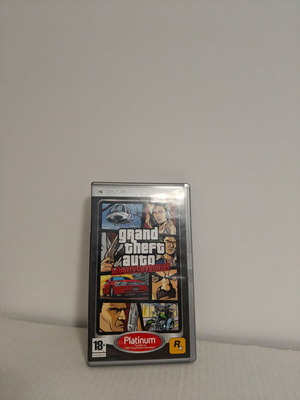 PSP
grand
theft
auto
Liberty City Stories
18+
Platinum
R